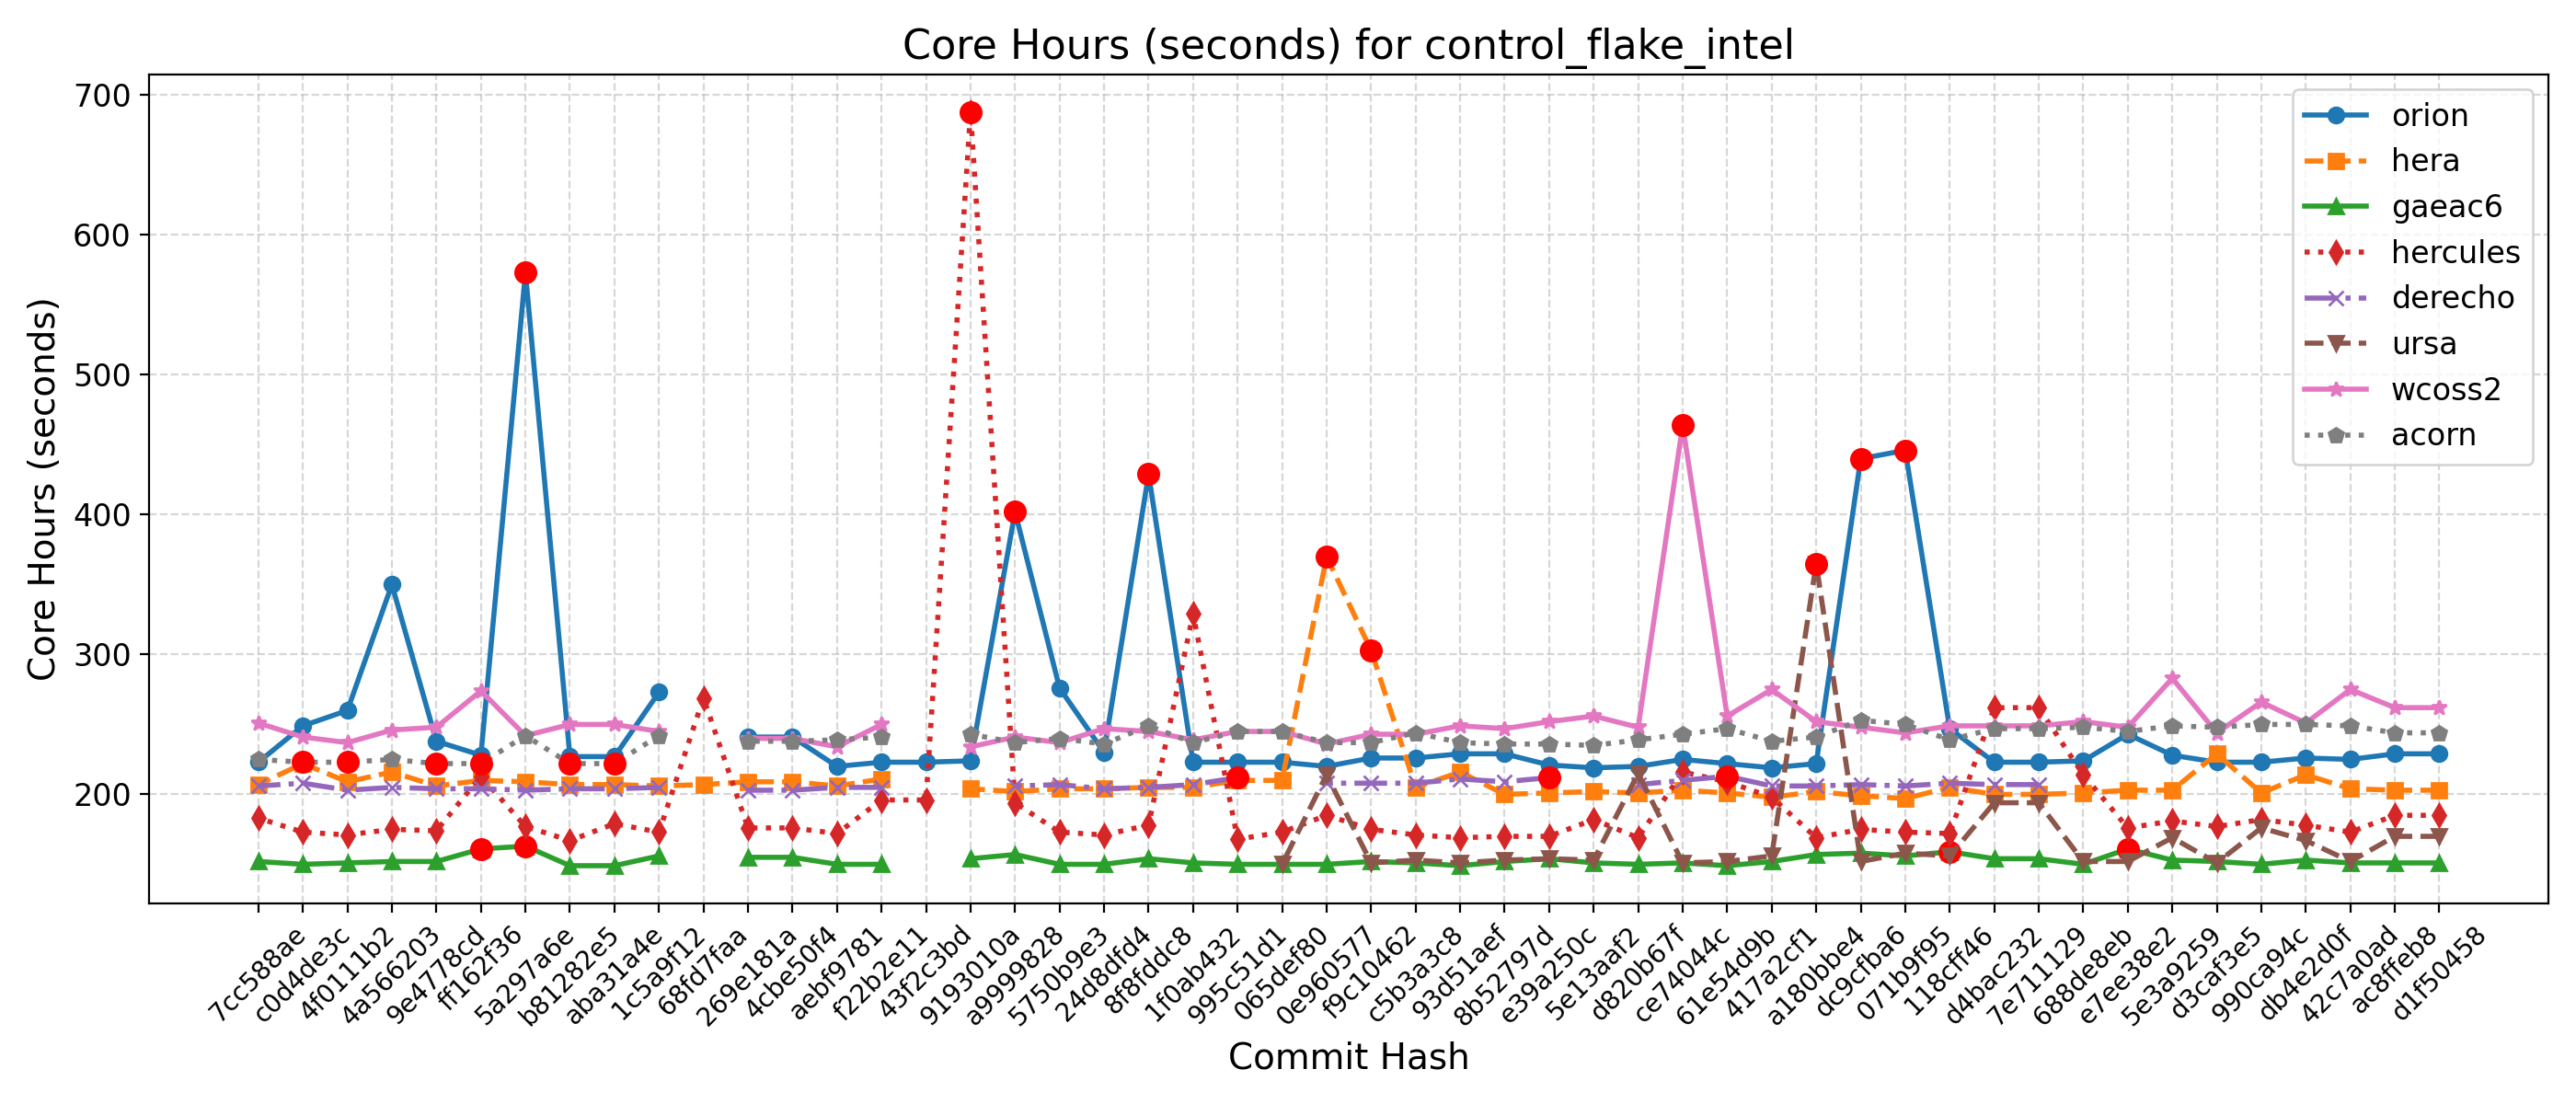 Core Hours (seconds) for control_flake_intel
Core Hours (seconds)
700
600
500
400
300
200
orion
hera
gaeac6
hercules
derecho
ursa
wcoss2
acorn
7cc588ae
c0d4de3c
4f0111b2
4a566203
9e4778cd
ff162f36
5a297a6e
b81282e5
aba31a4e
1c5a9f12
68fd7faa
269e181a
4cbe50f4
aebf9781
f22b2e11
43f2c3bd
9193010a
a9999828
5750b9e3
24d8dfd4
8f8fddc8
1f0ab432
995c51d1
065def80
0e960577
f9c10462
c5b3a3c8
93d51aef
8b52797d
e39a250c
5e13aaf2
d820b67f
ce74044c
61e54d9b
417a2cf1
a180bbe4
dc9cfba6
071b9f95
118cff46
d4bac232
7e711129
688de8eb
e7ee38e2
5e3a9259
d3caf3e5
990ca94c
db4e2d0f
42c7a0ad
ac8ffeb8
d1f50458
Commit Hash